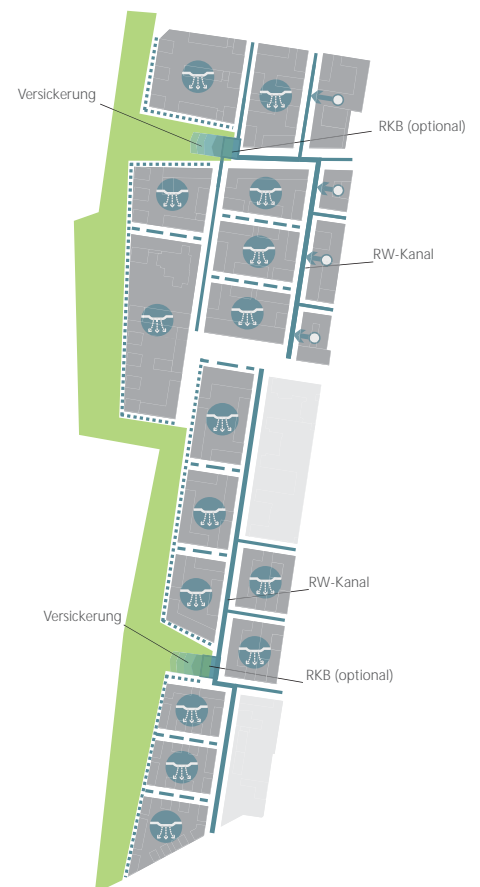 Versickerung
RKB (optional)
RW-Kanal
RW-Kanal
Versickerung
RKB (optional)